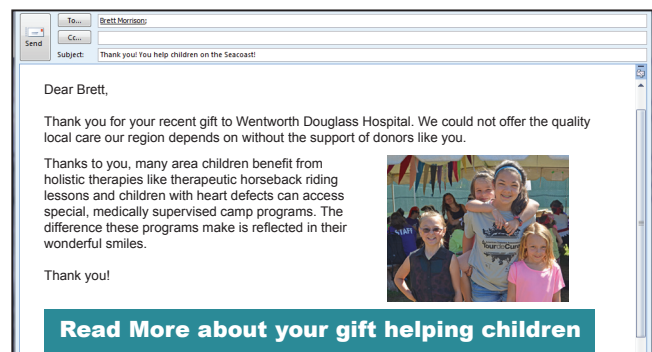 To...
Brett Morrison;
Send
Cc...
Subject:
Thank you! You help children on the Seacoast!
Dear Brett,
Thank you for your recent gift to Wentworth Douglass Hospital. We could not offer the quality
local care our region depends on without the support of donors like you.
Thanks to you, many area children benefit from
holistic therapies like therapeutic horseback riding
lessons and children with heart defects can access
special, medically supervised camp programs. The
difference these programs make is reflected in their
wonderful smiles.
Thank you!
STAFF
TourdeCure
Read More about your gift helping children